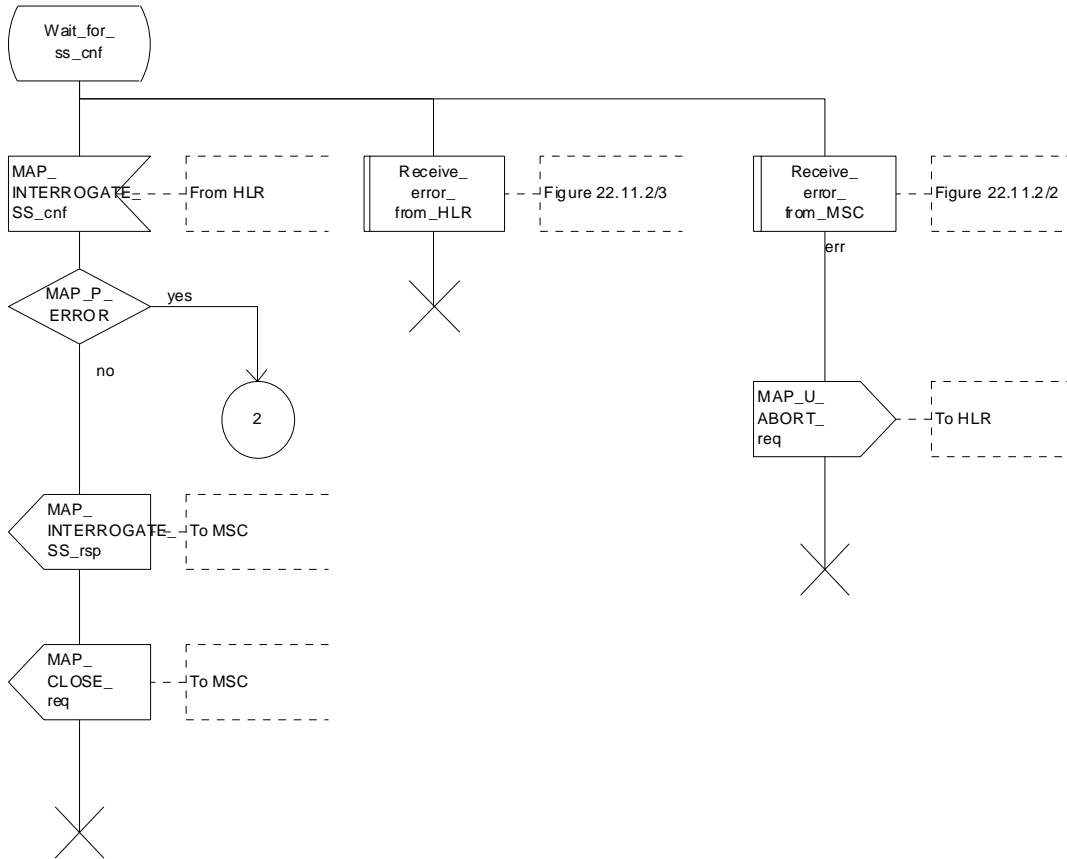 Wait_for_
ss_cnf
MAP_
INTERROGATE_
SS_cnf
From HLR
Receive_
error_
from_HLR
Figure 22.11.2/3
Receive_
error_
from_MSC
Figure 22.11.2/2
err
MAP_P_
ERROR
yes
no
2
MAP_U_
ABORT_
req
To HLR
MAP_
INTERROGATE_
SS_rsp
To MSC
MAP_
CLOSE_
req
To MSC